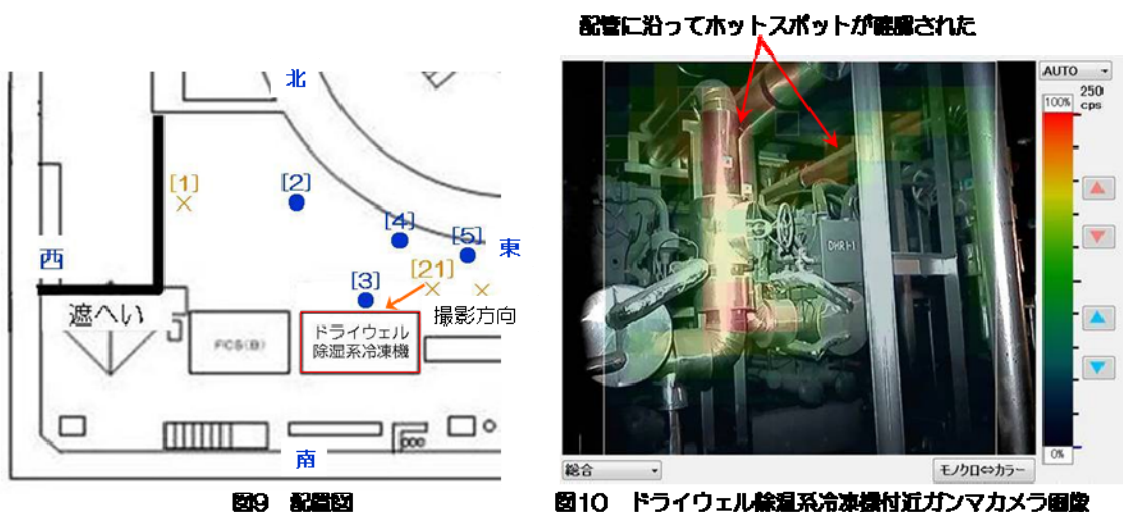 北
[1]
[2]
[4]
[5]
東
西
[21]
[3]
撮影方向
遮へい
FCS(B)
ドライウェル
除湿系冷凍機
南
図9 配置図
配管に沿ってホットスポットが確認された
AUTO
250
cps
100%
DHR1-1
0%
総合
モノクロ⇔カラー
図10 ドライウェル除湿系冷凍機付近ガンマカメラ画像